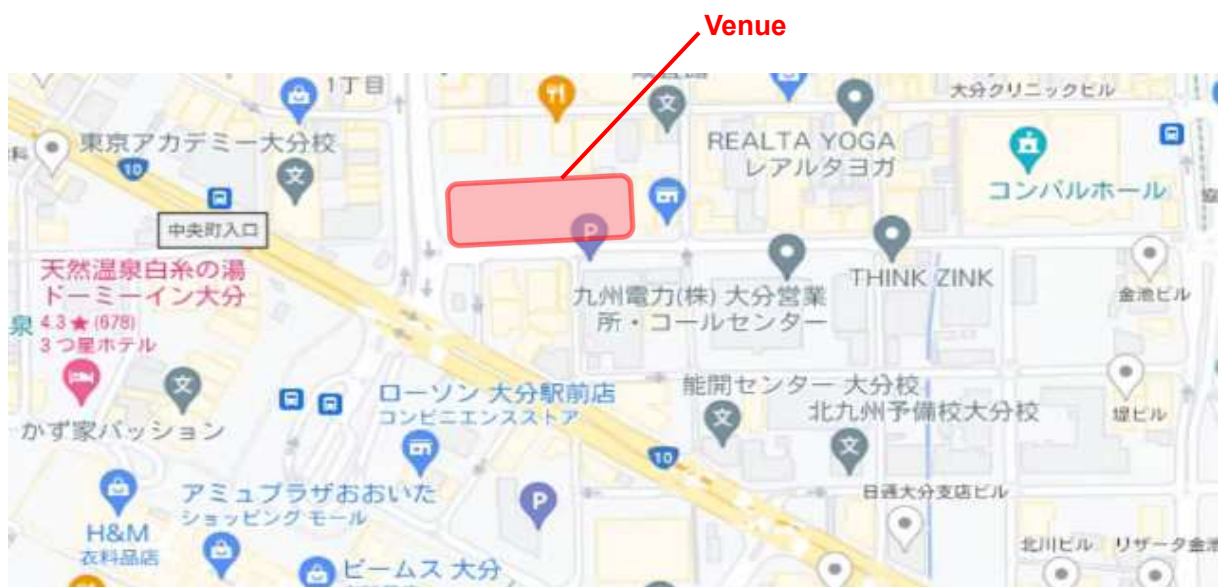 Venue
1丁目
大分クリニックビル
東京アカデミー大分校
10
REALTA YOGA
レアルタヨガ
コンパルホール
中央町入口
P
天然温泉白糸の湯
ドーミーイン大分
4.3★(678)
3つ星ホテル
泉
THINK ZINK
金池ビル
九州電力(株) 大分営業
所・コールセンター
ローソン 大分駅前店
コンビニエンスストア
能開センター 大分校
北九州予備校大分校
堤ビル
かず家パッション
10
アミュプラザおおいた
ショッピング モール
P
日通大分支店ビル
H&M
衣料品店
北川ビル
リザータ金池
ビームス 大分